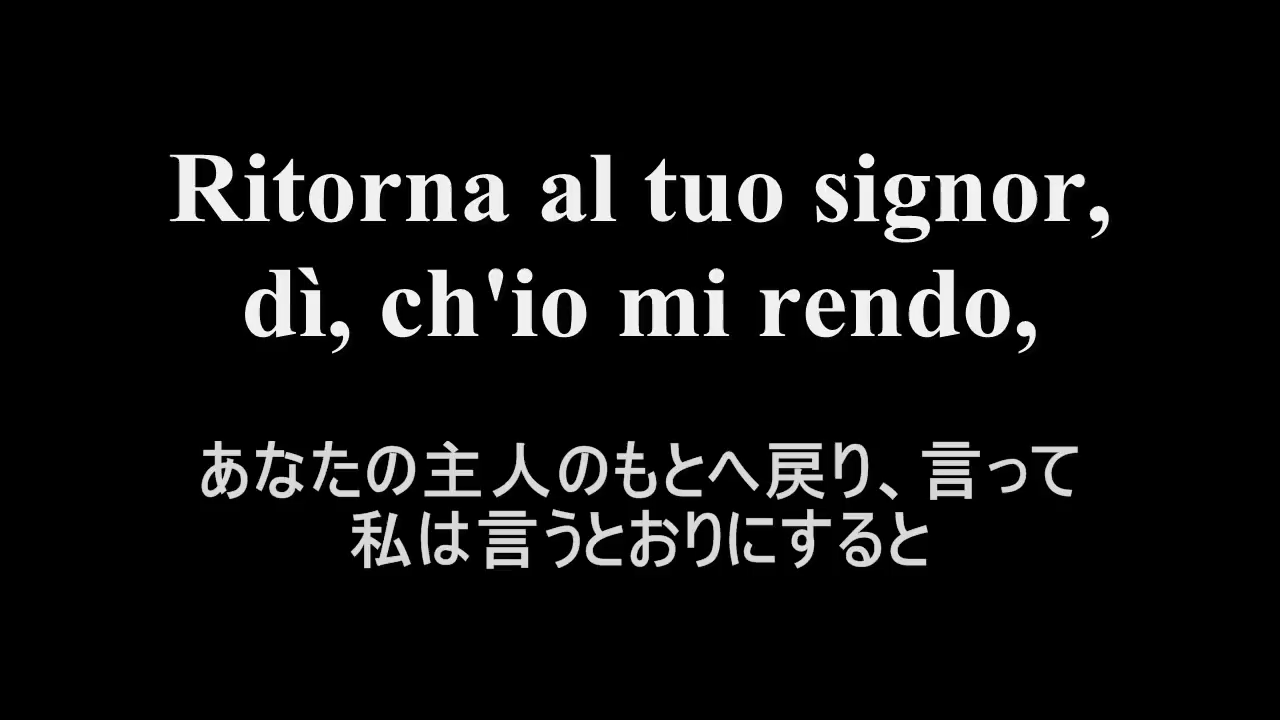 Ritorna al tuo signor,
dì, ch'io mi rendo,
あなたの主人のもとへ戻り、言って
私は言うとおりにすると